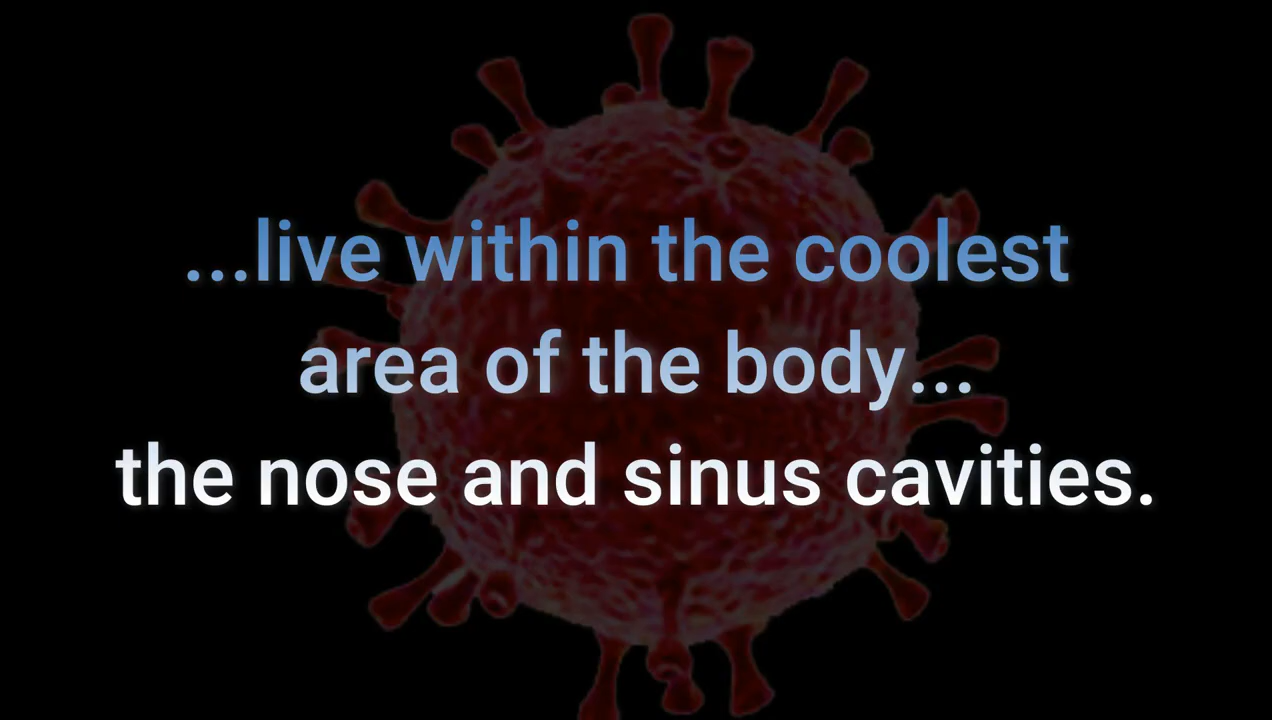 ...live within the coolest
area of the body...
the nose and sinus cavities.